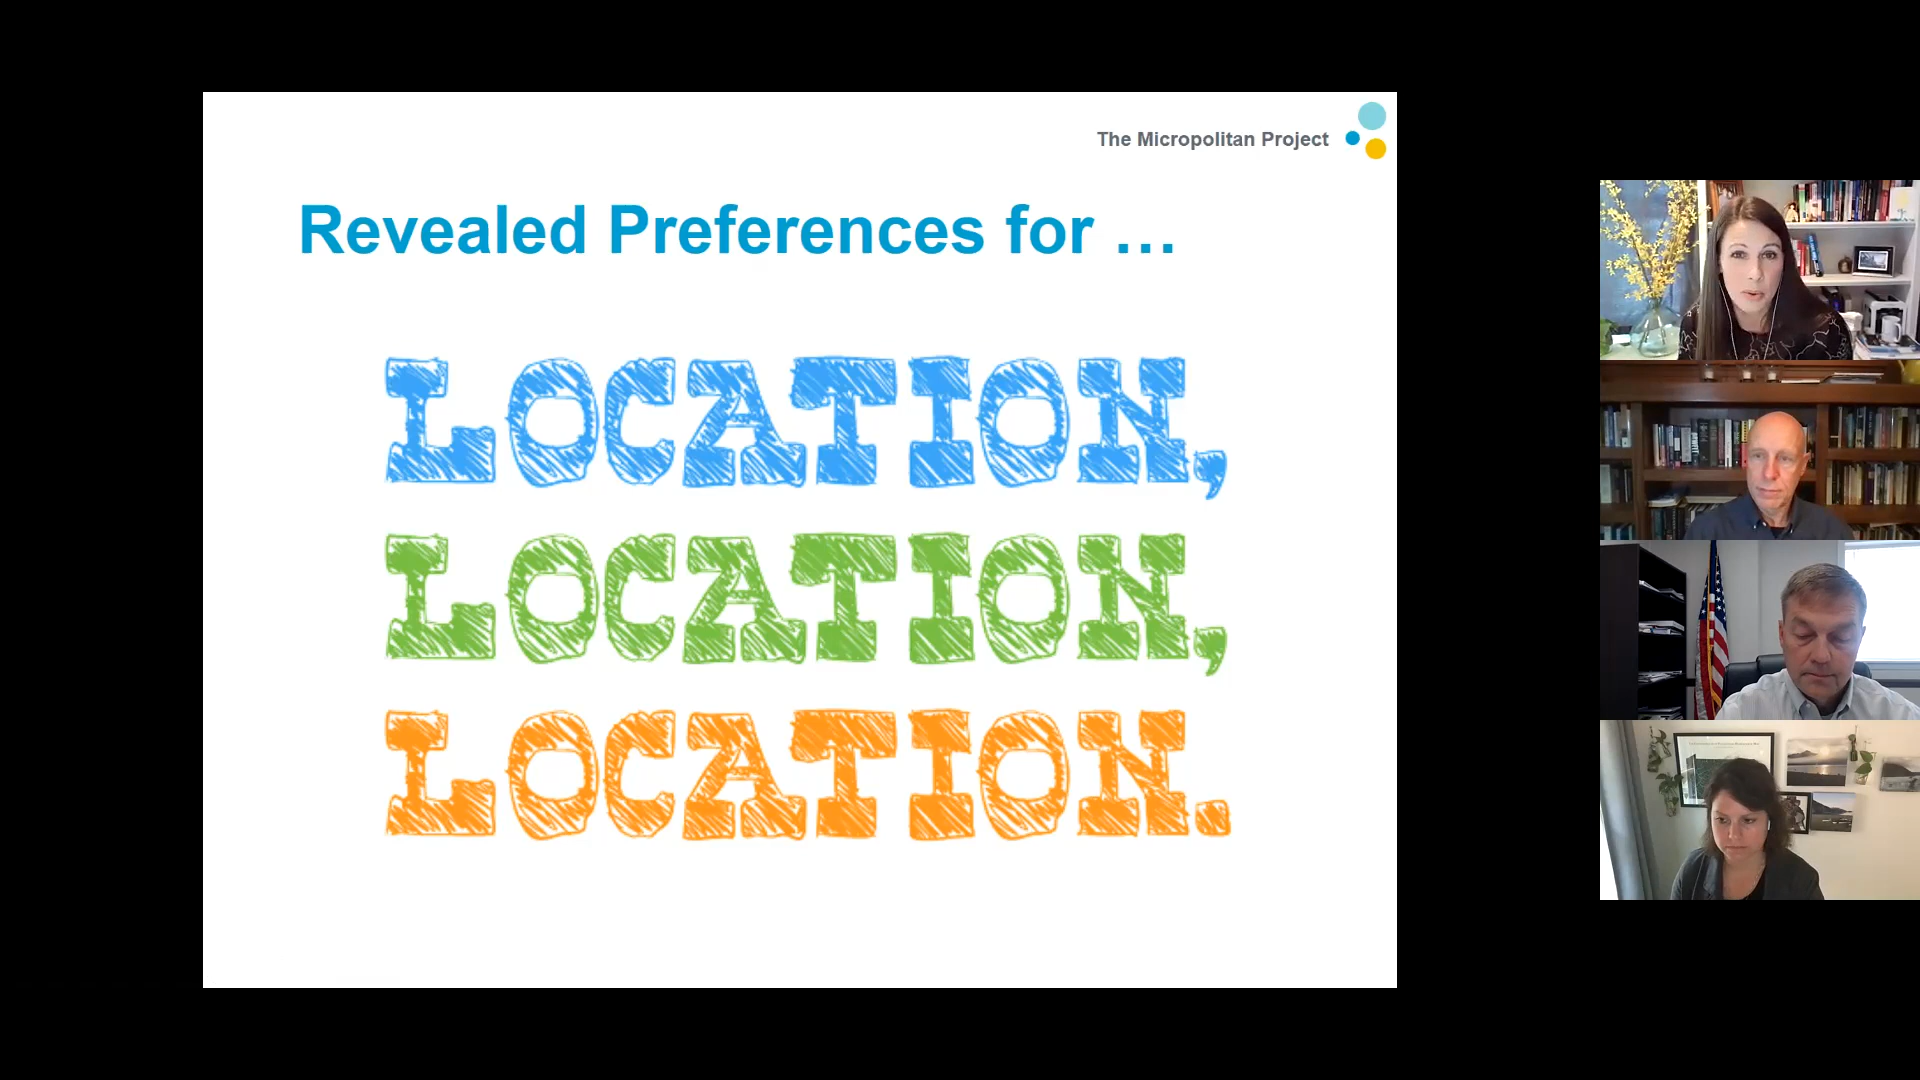 The Micropolitan Project
Revealed Preferences for …
LOCATION,
LOCATION,
LOCATION.